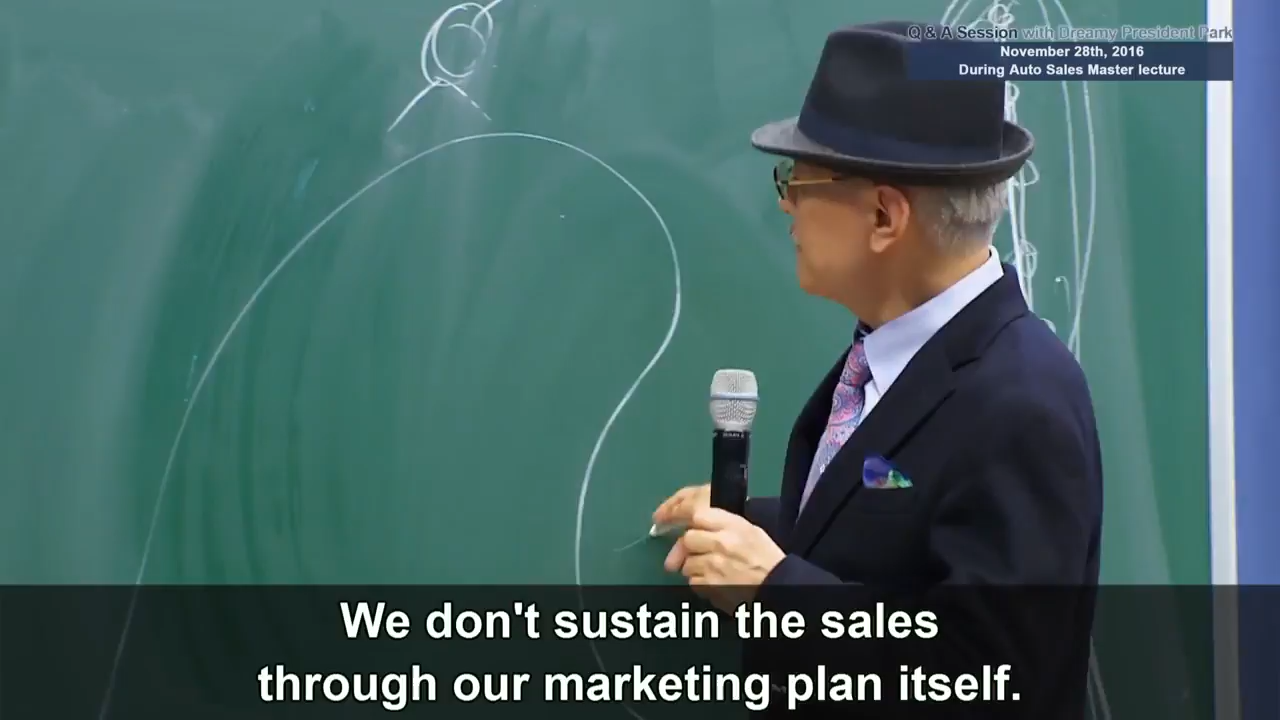 Q & A Session with Dreamy President Park
November 28th, 2016
During Auto Sales Master lecture
We don't sustain the sales
through our marketing plan itself.